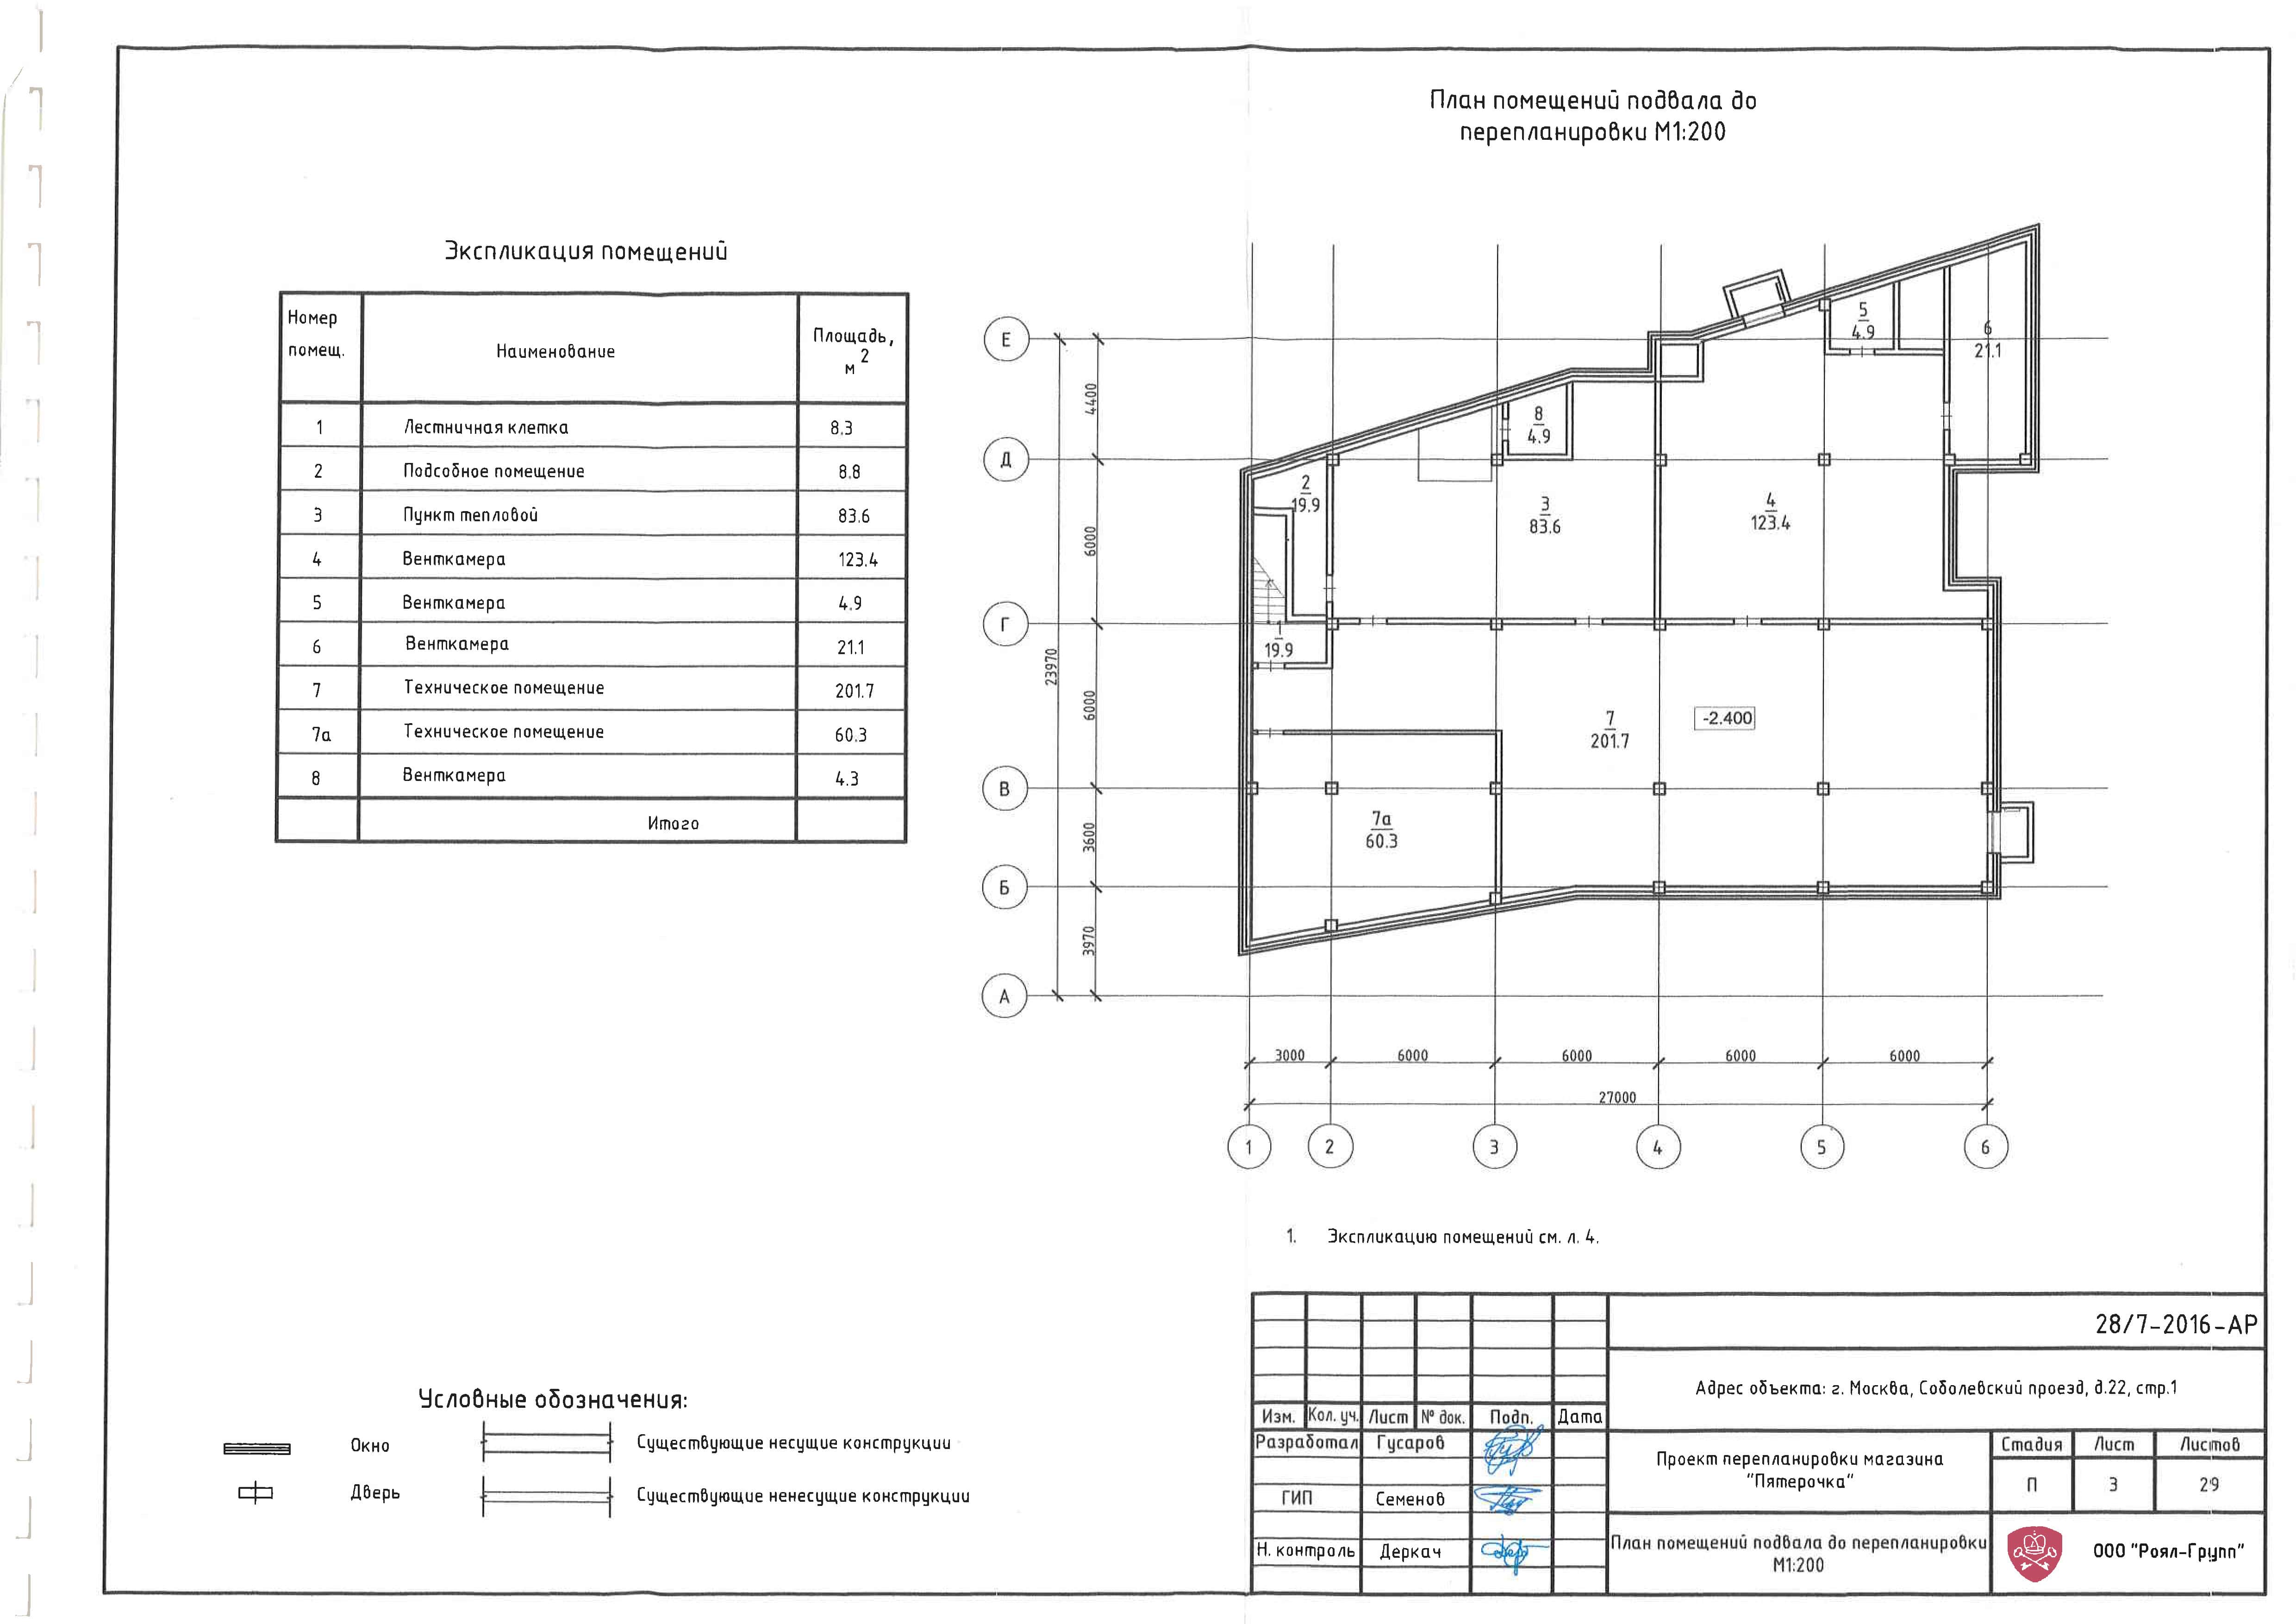 План помещений подвала до
перепланировки М1:200
Экспликация помещений
Номер
помещ.
Наименование
Площадь,
м 2
1 Лестничная клетка 8.3
2 Подсобное помещение 8.8
3 Пункт тепловой 83.6
4 Венткамера 123.4
5 Венткамера 4.9
6 Венткамера 21.1
7 Техническое помещение 201.7
7а Техническое помещение 60.3
8 Венткамера 4.3
Итого
Е
Д
Г
В
Б
А
4400
6000
6000
3600
3970
23970
5
4.9
6
21.1
8
4.9
2
19.9
3
83.6
4
123.4
1
19.9
7
201.7
-2.400
7а
60.3
3000 6000 6000 6000 6000
27000
1 2 3 4 5 6
1. Экспликацию помещений см. л. 4.
Условные обозначения:
Окно
Существующие несущие конструкции
Дверь
Существующие ненесущие конструкции
28/7-2016-АР
Адрес объекта: г. Москва, Соболевский проезд, д.22, стр.1
Изм. Кол. уч. Лист № док. Подп. Дата
Разработал Гусаров
ГИП Семенов
Н. контроль Деркач
Проект перепланировки магазина
"Пятерочка"
Стадия Лист Листов
П 3 29
План помещений подвала до перепланировки
М1:200
ООО "Роял-Групп"